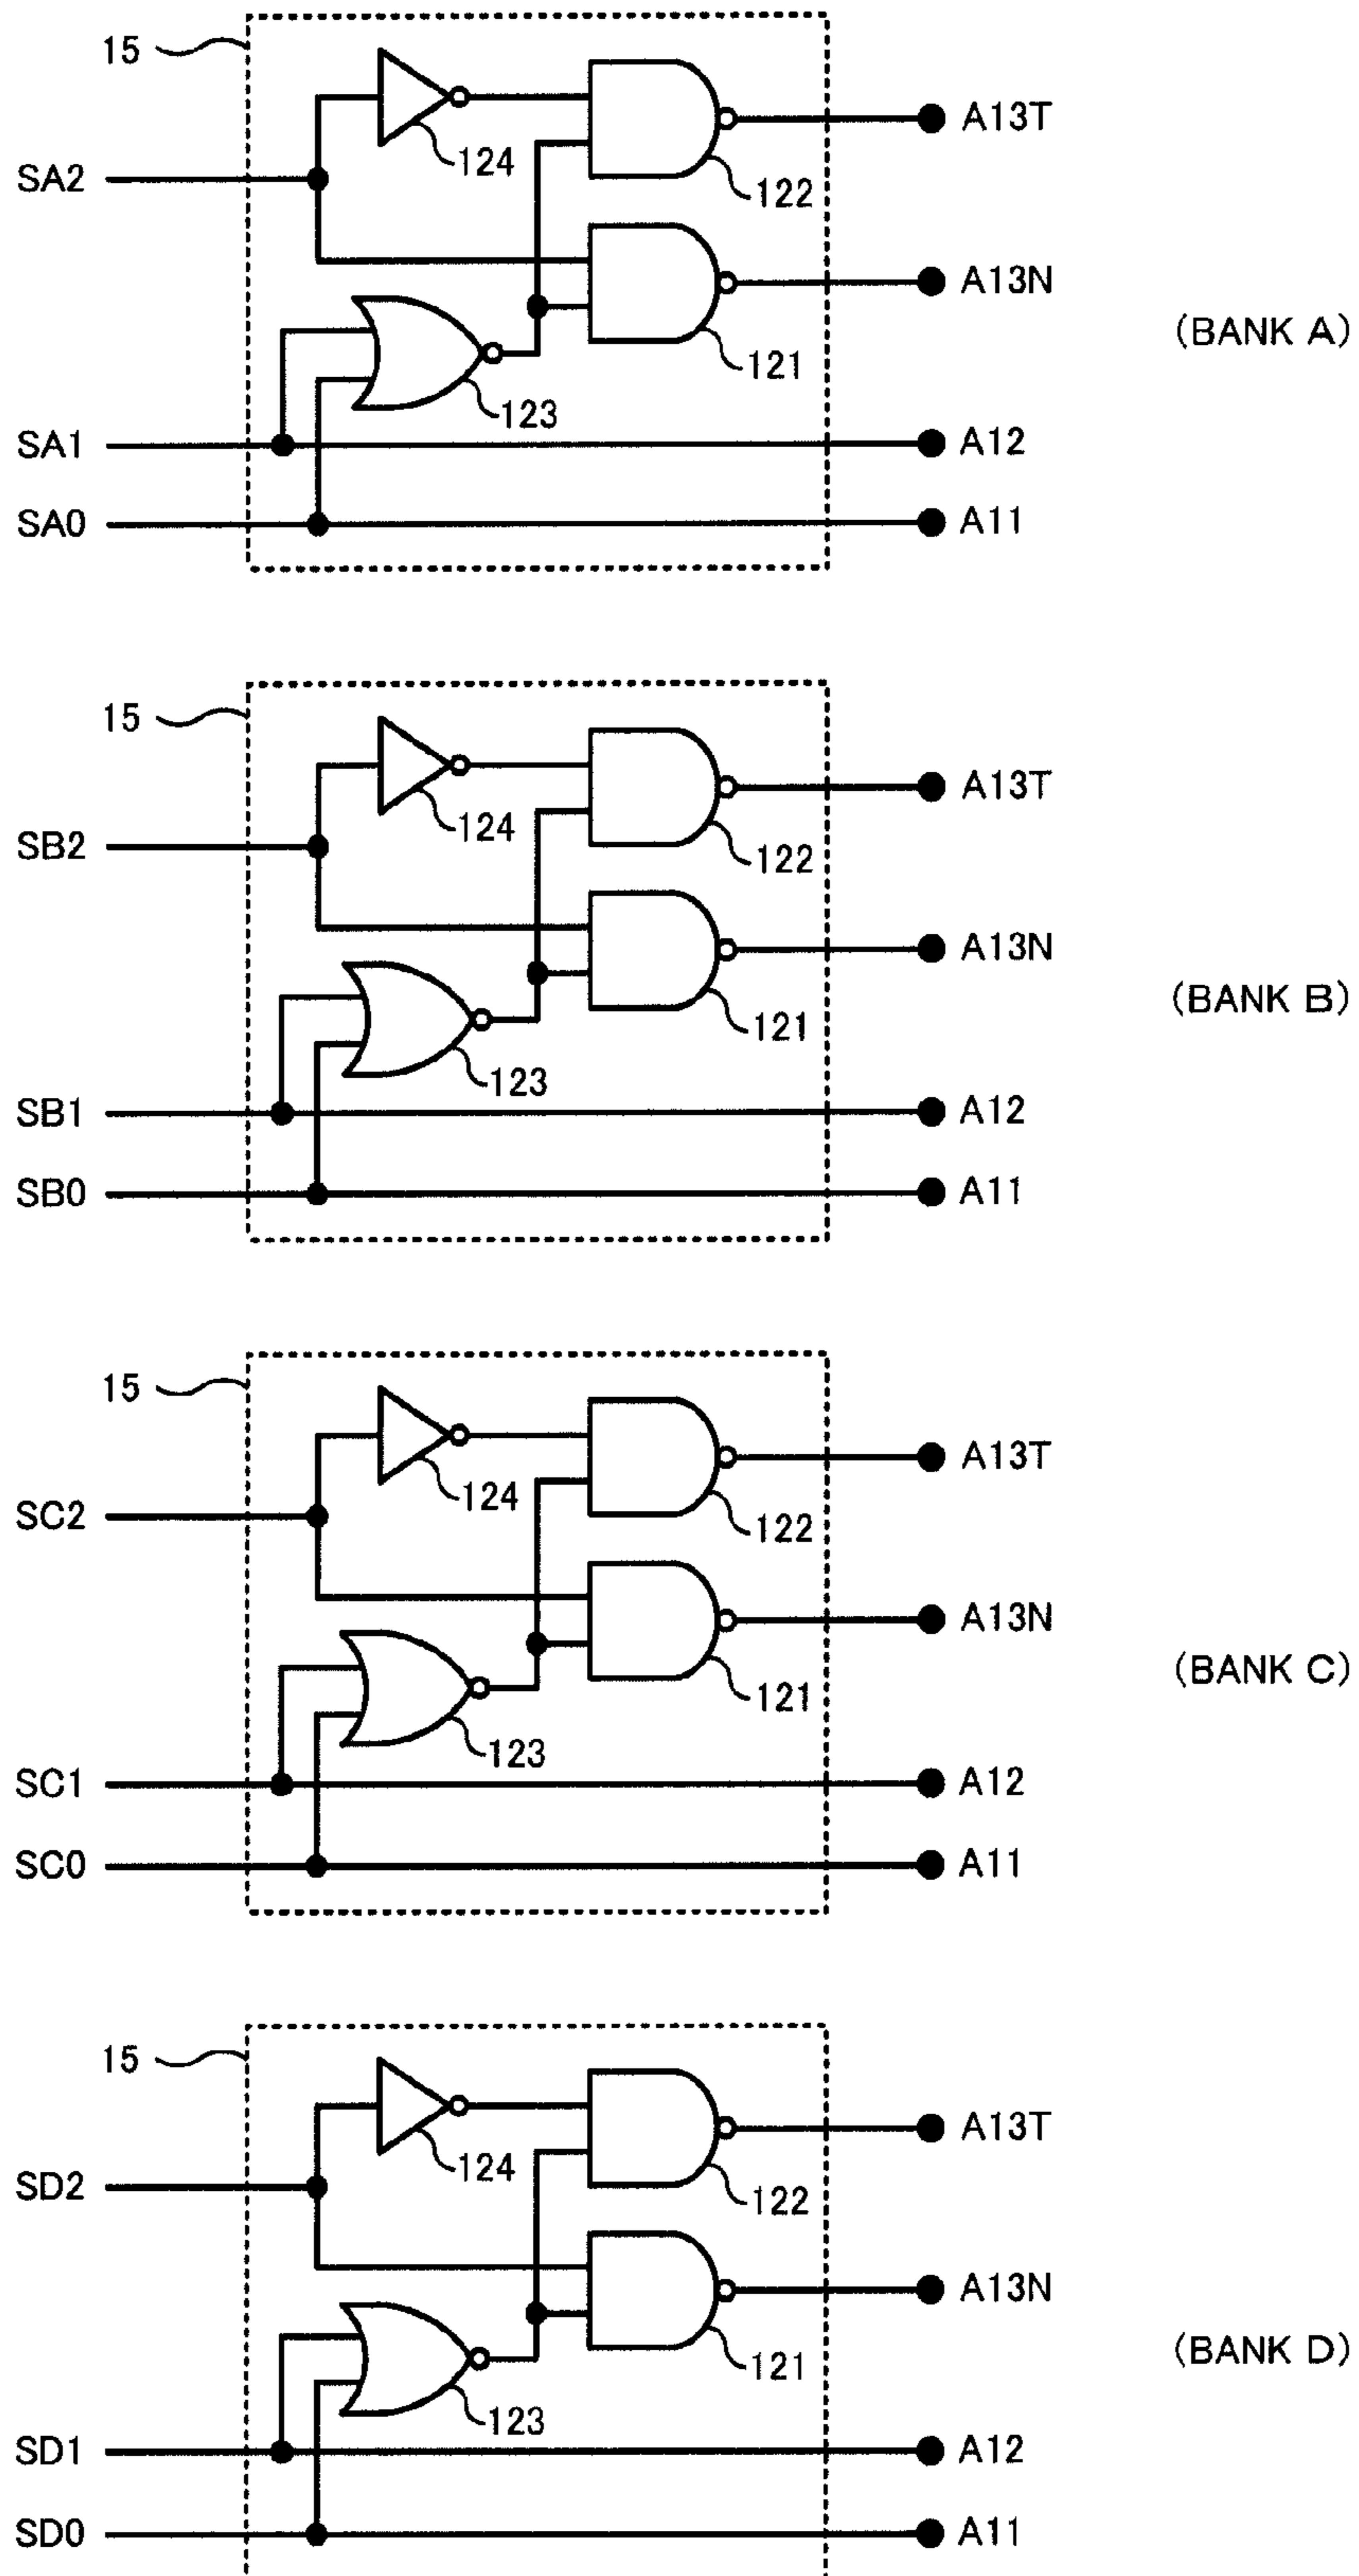 15
124
A13T
SA2
122
A13N
(BANK A)
121
123
SA1
A12
SA0
A11
15
124
A13T
SB2
122
A13N
(BANK B)
121
123
SB1
A12
SB0
A11
15
124
A13T
SC2
122
A13N
(BANK C)
121
123
SC1
A12
SC0
A11
15
124
A13T
SD2
122
A13N
(BANK D)
121
123
SD1
A12
SD0
A11